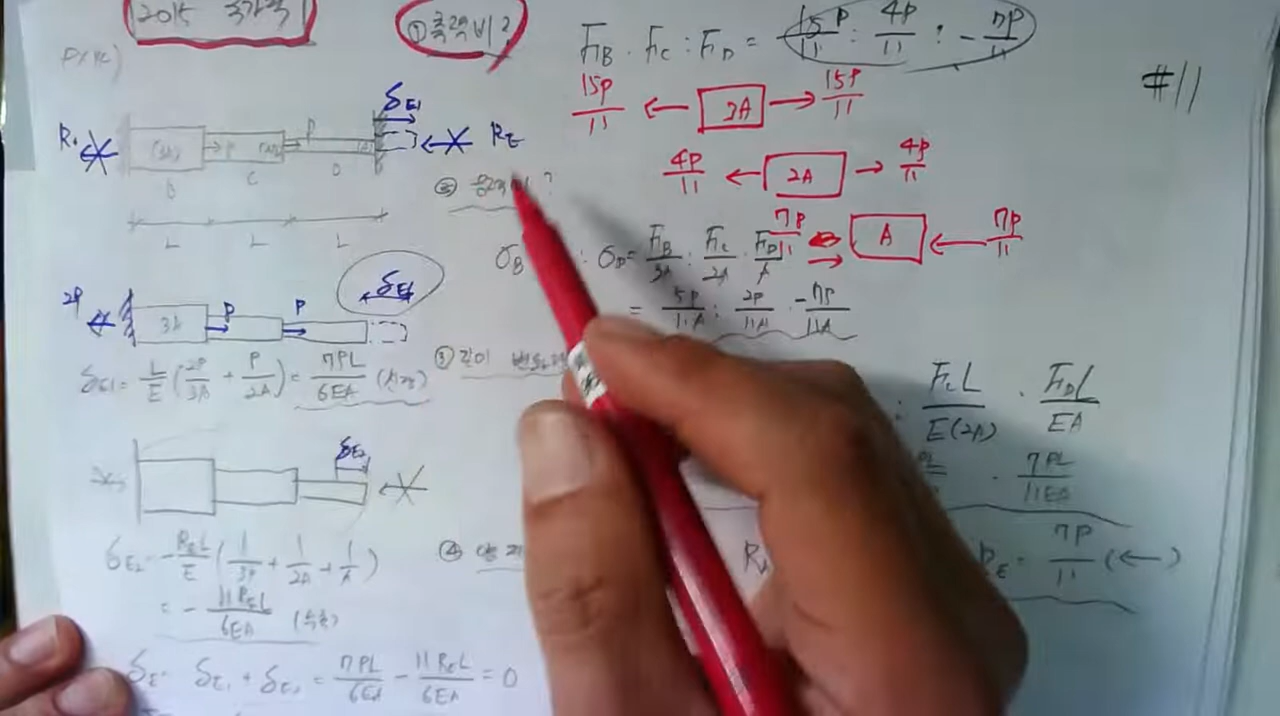 2015 국가직
① 축력비?
F_B : F_C : F_D = 15P/11 : 4P/11 : -7P/11
#11
15P/11 ← 3A → 15P/11
δ_E1
R_E
P
(3A) P (2A) (A)
B C D
4P/11 ← 2A → 4P/11
L L L
7P/11 → A ← 7P/11
σ_B : σ_D = F_B/3A : F_C/2A : F_D/A
= 5P/11A : 2P/11A : -7P/11A
2P ← 3A P P δ_E1
δ_E1 = L/E (2P/3A + P/2A) = 7PL/6EA (신장)
③ 길이
: F_C L/E(2A) : F_D L/EA
7PL/11EA
δ_E2
δ_E2 = -R_E L/E (1/3A + 1/2A + 1/A)
④
R_E = 7P/11 (←)
= -11R_E L/6EA (수축)
δ_E = δ_E1 + δ_E2 = 7PL/6EA - 11R_E L/6EA = 0